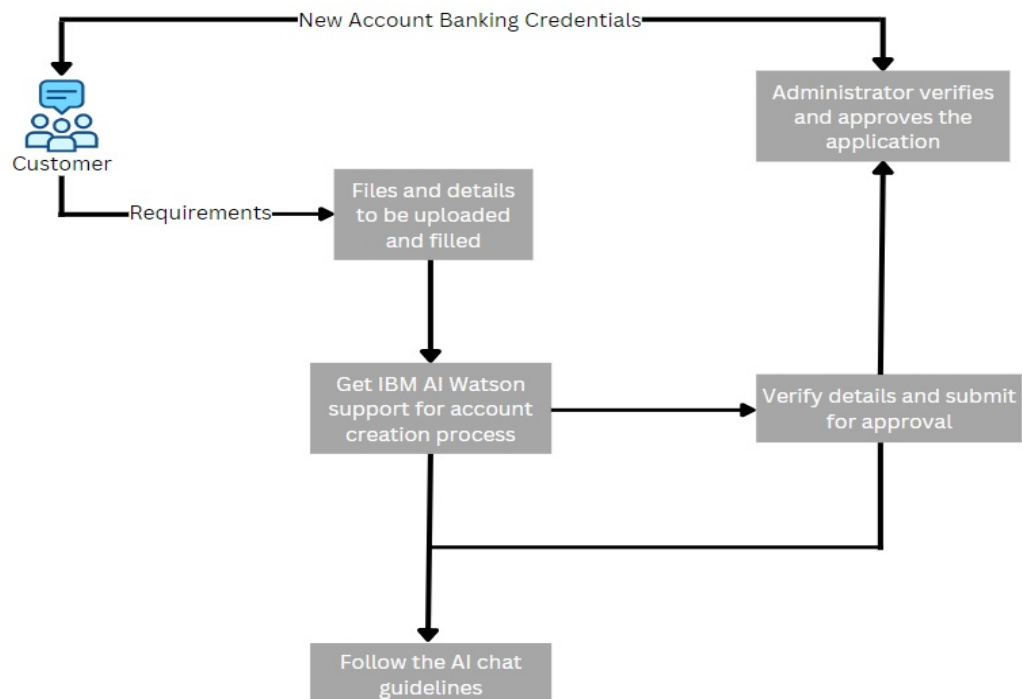 New Account Banking Credentials
Customer
Administrator verifies
and approves the
application
Requirements
Files and details
to be uploaded
and filled
Get IBM AI Watson
support for account
creation process
Verify details and submit
for approval
Follow the AI chat
guidelines